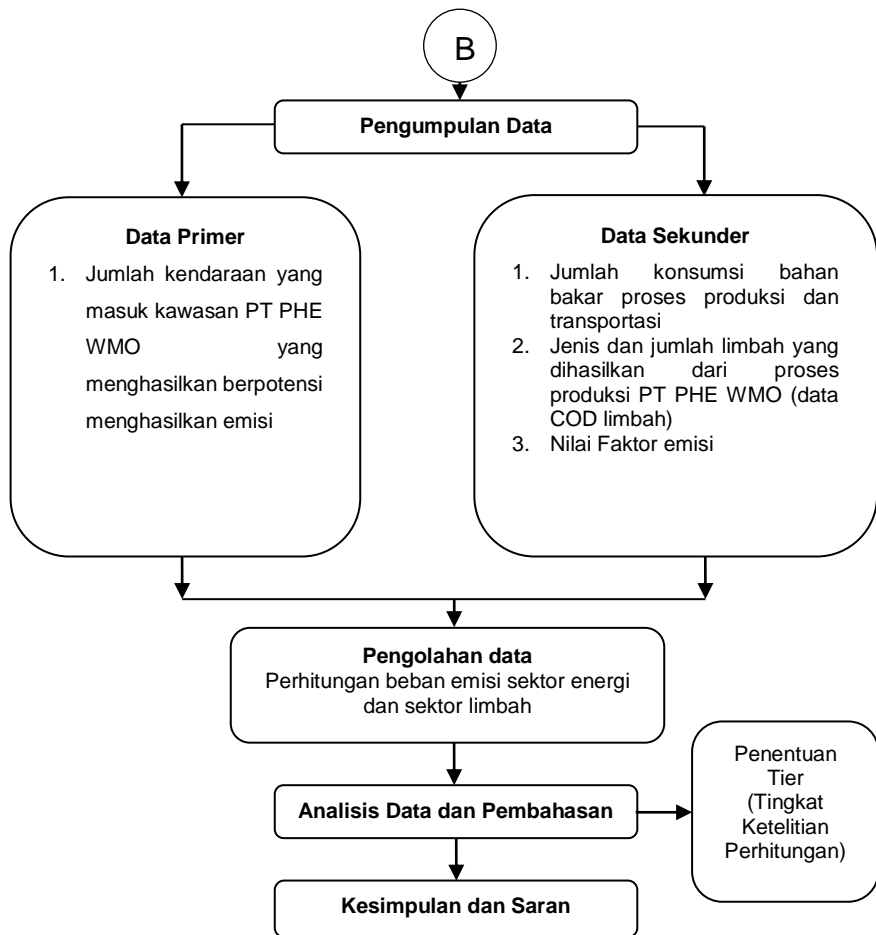 B
Pengumpulan Data
Data Primer
1. Jumlah kendaraan yang
masuk kawasan PT PHE
WMO yang
menghasilkan berpotensi
menghasilkan emisi
Data Sekunder
1. Jumlah konsumsi bahan
bakar proses produksi dan
transportasi
2. Jenis dan jumlah limbah yang
dihasilkan dari proses
produksi PT PHE WMO (data
COD limbah)
3. Nilai Faktor emisi
Pengolahan data
Perhitungan beban emisi sektor energi
dan sektor limbah
Analisis Data dan Pembahasan
Penentuan
Tier
(Tingkat
Ketelitian
Perhitungan)
Kesimpulan dan Saran